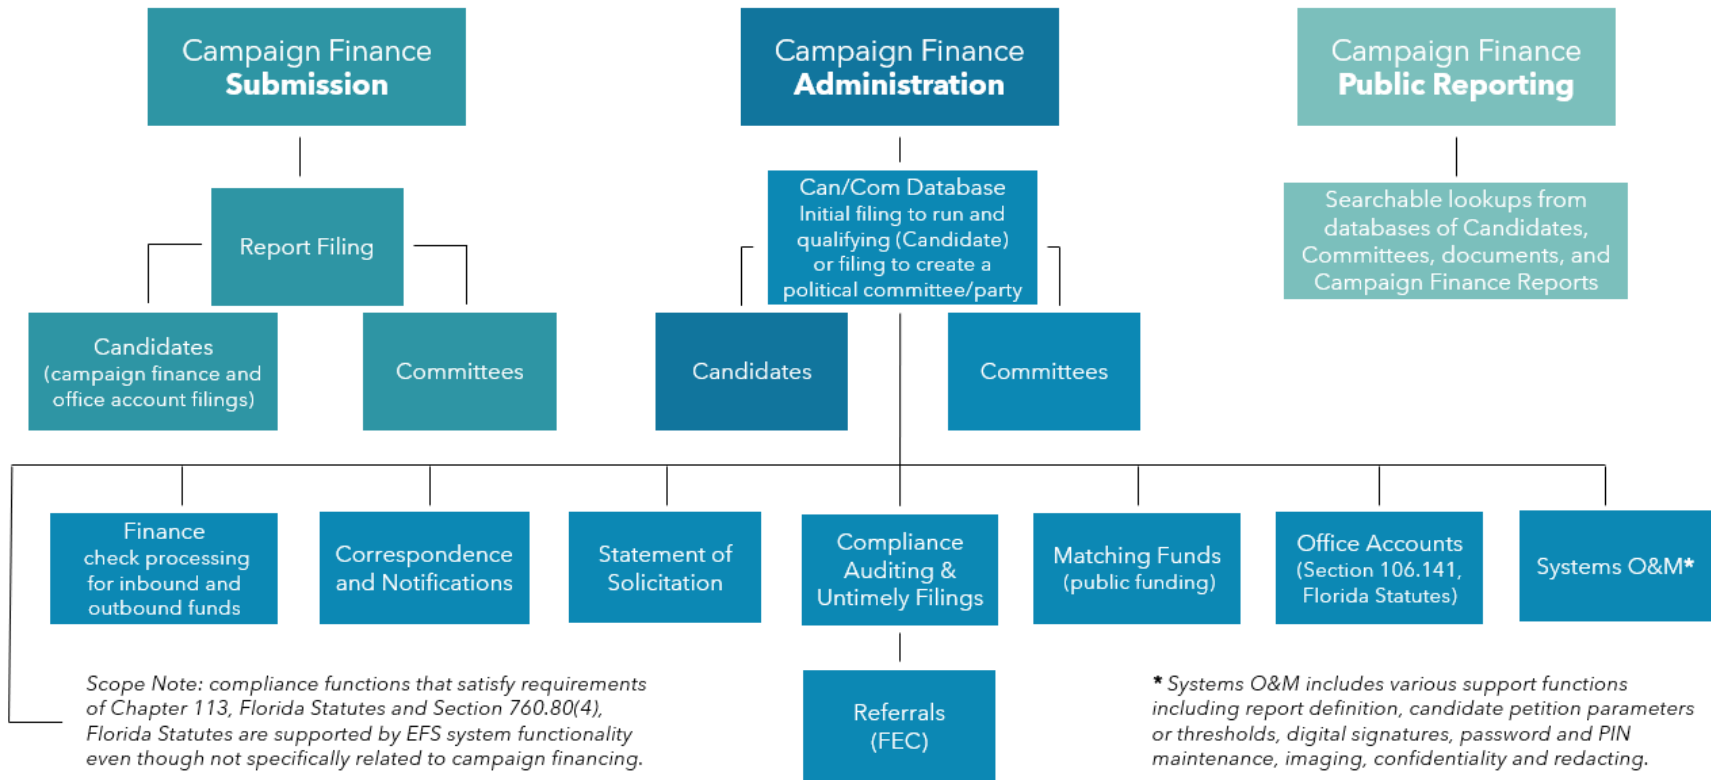 Campaign Finance
Submission
Campaign Finance
Administration
Campaign Finance
Public Reporting
Report Filing
Candidates
(campaign finance and
office account filings)
Committees
Can/Com Database
Initial filing to run and
qualifying (Candidate)
or filing to create a
political committee/party
Candidates
Committees
Searchable lookups from
databases of Candidates,
Committees, documents, and
Campaign Finance Reports
Finance
check processing
for inbound and
outbound funds
Correspondence
and Notifications
Statement of
Solicitation
Compliance
Auditing &
Untimely Filings
Matching Funds
(public funding)
Office Accounts
(Section 106.141,
Florida Statutes)
Systems O&M*
Referrals
(FEC)
Scope Note: compliance functions that satisfy requirements
of Chapter 113, Florida Statutes and Section 760.80(4),
Florida Statutes are supported by EFS system functionality
even though not specifically related to campaign financing.
* Systems O&M includes various support functions
including report definition, candidate petition parameters
or thresholds, digital signatures, password and PIN
maintenance, imaging, confidentiality and redacting.